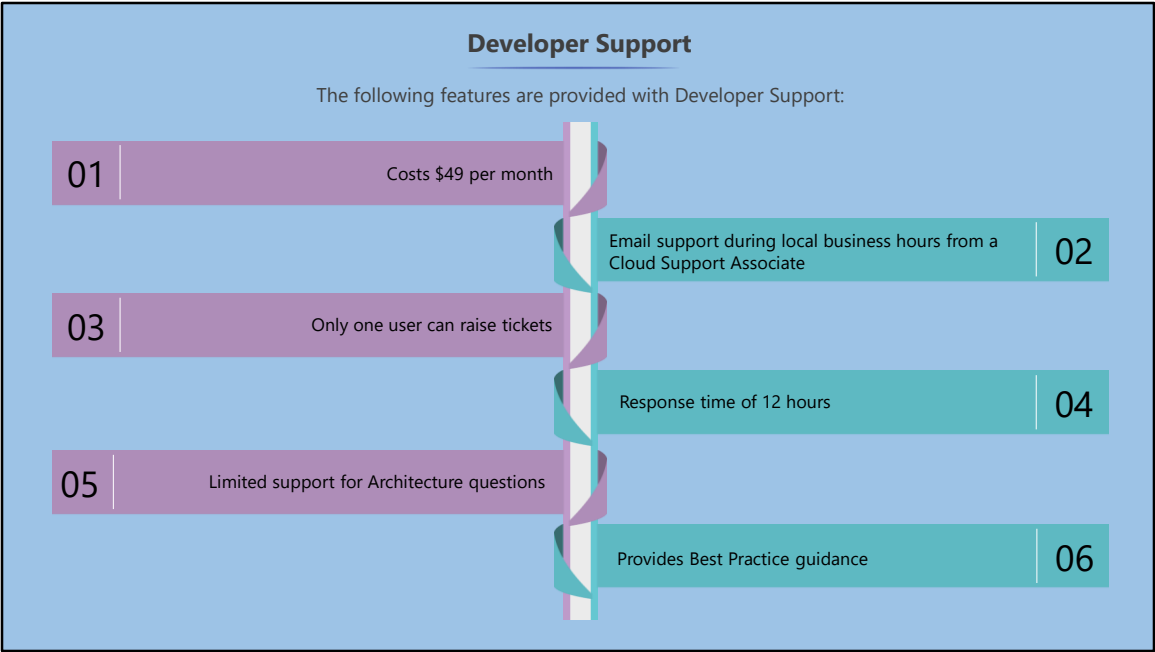 Developer Support
The following features are provided with Developer Support:
01
Costs $49 per month
Email support during local business hours from a
Cloud Support Associate
02
03
Only one user can raise tickets
Response time of 12 hours
04
05
Limited support for Architecture questions
Provides Best Practice guidance
06